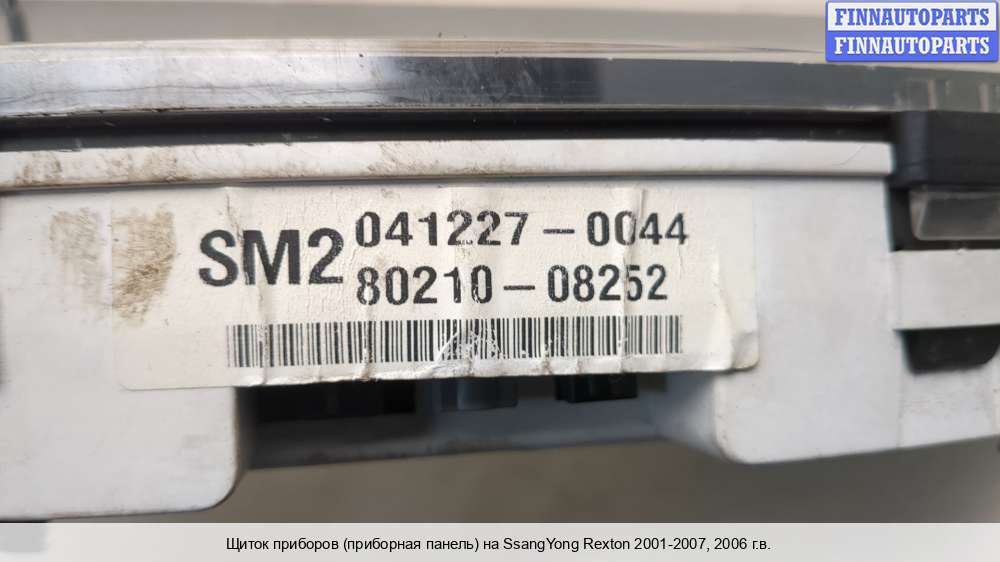 FINNAUTOPARTS
FINNAUTOPARTS
SM2 041227-0044
80210-08252
Щиток приборов (приборная панель) на SsangYong Rexton 2001-2007, 2006 г.в.